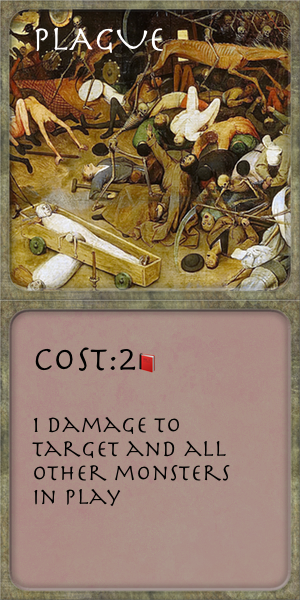 PLAGUE
COST:2
1 DAMAGE TO
TARGET AND ALL
OTHER MONSTERS
IN PLAY